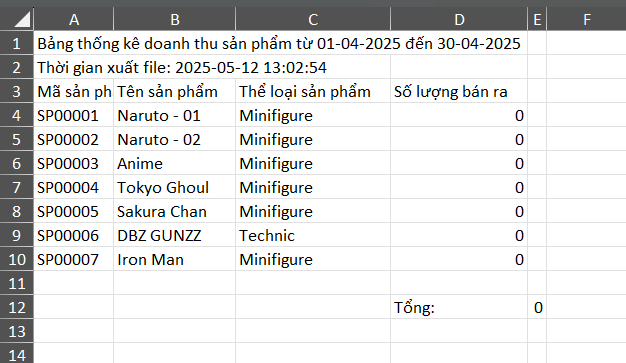 A B C D E F
1 Bảng thống kê doanh thu sản phẩm từ 01-04-2025 đến 30-04-2025
2 Thời gian xuất file: 2025-05-12 13:02:54
3 Mã sản ph Tên sản phẩm Thể loại sản phẩm Số lượng bán ra
4 SP00001 Naruto - 01 Minifigure 0
5 SP00002 Naruto - 02 Minifigure 0
6 SP00003 Anime Minifigure 0
7 SP00004 Tokyo Ghoul Minifigure 0
8 SP00005 Sakura Chan Minifigure 0
9 SP00006 DBZ GUNZZ Technic 0
10 SP00007 Iron Man Minifigure 0
11
12 Tổng: 0
13
14